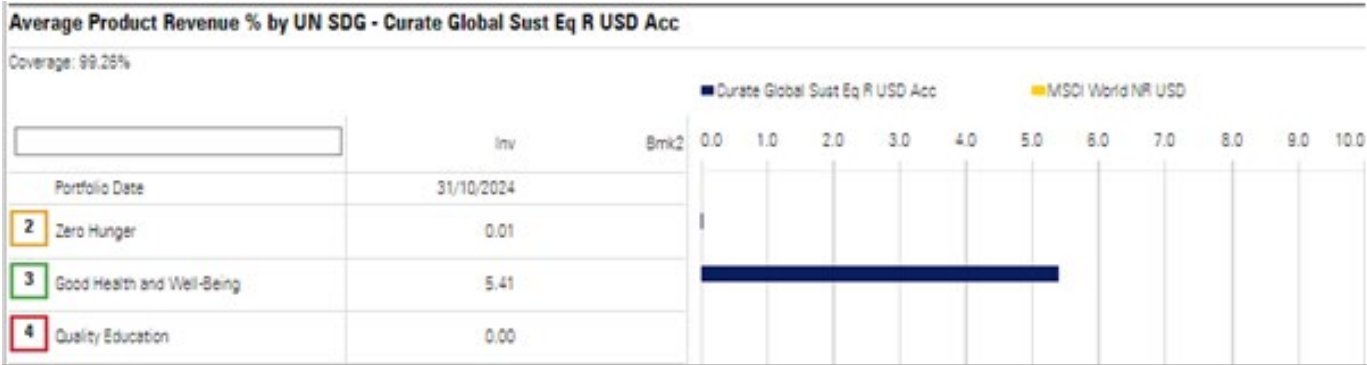 Average Product Revenue % by UN SDG - Curate Global Sust Eq R USD Acc
Coverage: 99.26%
Curate Global Sust Eq R USD Acc MSCI World NR USD
Inv Bmk2 0.0 1.0 2.0 3.0 4.0 5.0 6.0 7.0 8.0 9.0 10.0
Portfolio Date 31/10/2024
2 Zero Hunger 0.01
3 Good Health and Well-Being 5.41
4 Quality Education 0.00